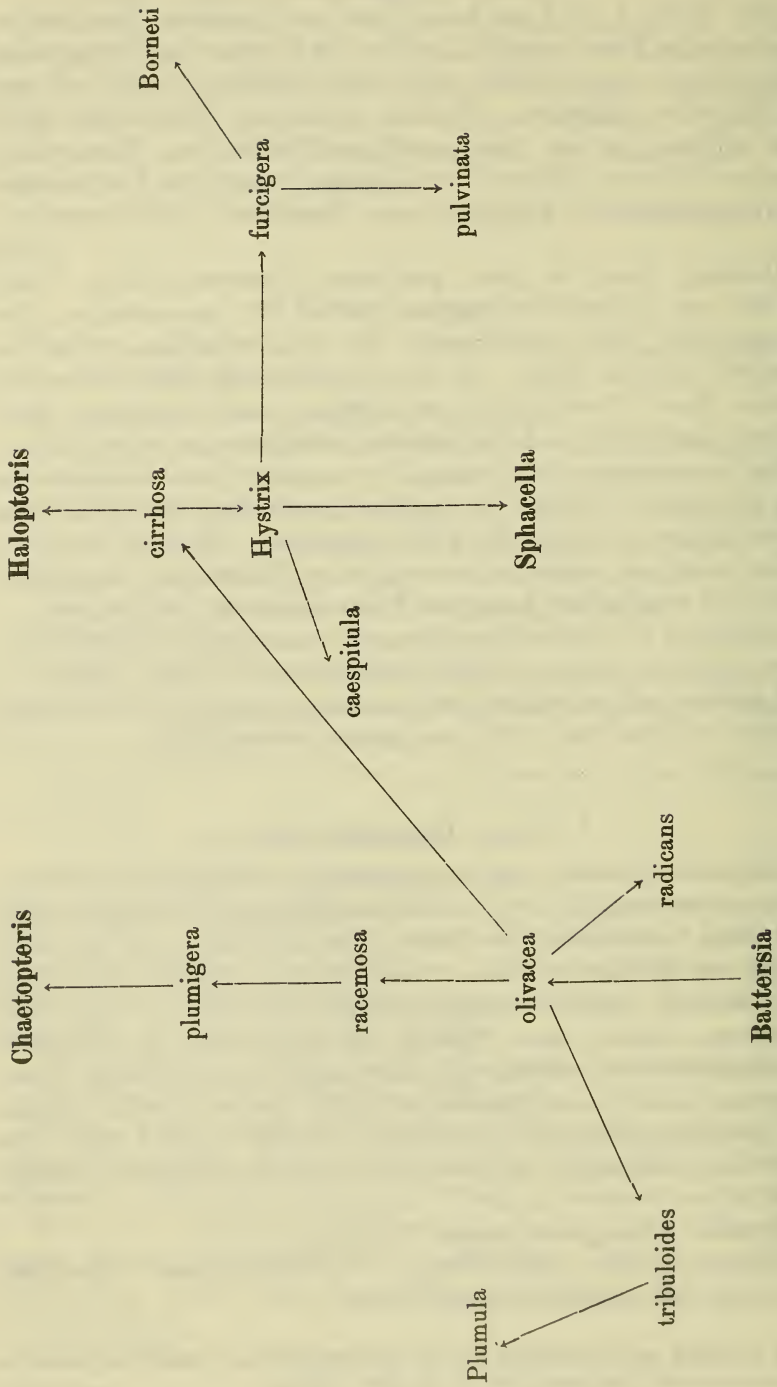 Chaetopteris
Halopteris
Borneti
plumigera
cirrhosa
furcigera
Hystrix
racemosa
caespitula
pulvinata
Plumula
olivacea
Sphacella
tribuloides
radicans
Battersia